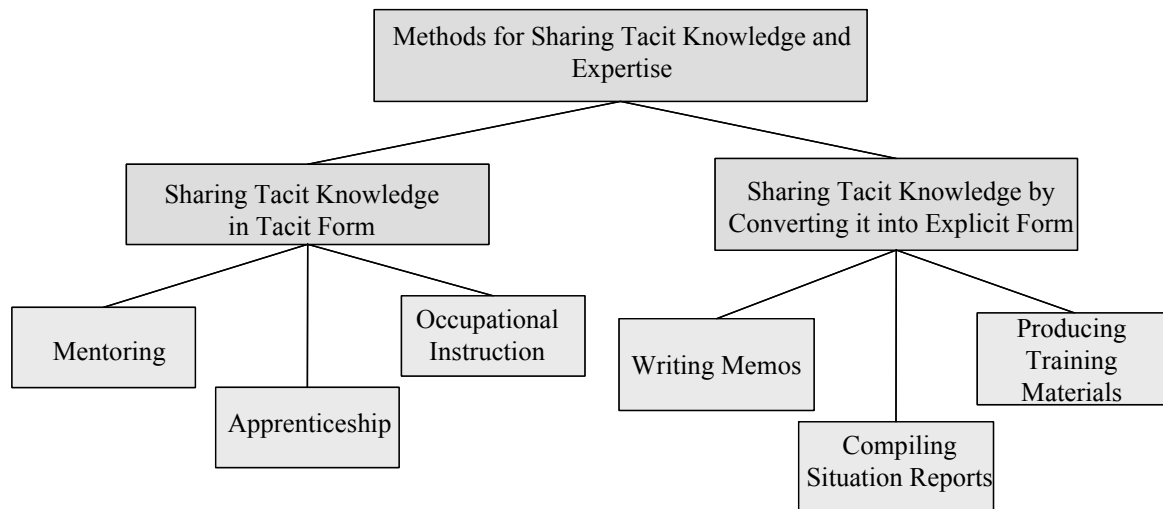 Methods for Sharing Tacit Knowledge and
Expertise
Sharing Tacit Knowledge
in Tacit Form
Sharing Tacit Knowledge by
Converting it into Explicit Form
Mentoring
Apprenticeship
Occupational
Instruction
Writing Memos
Compiling
Situation Reports
Producing
Training
Materials